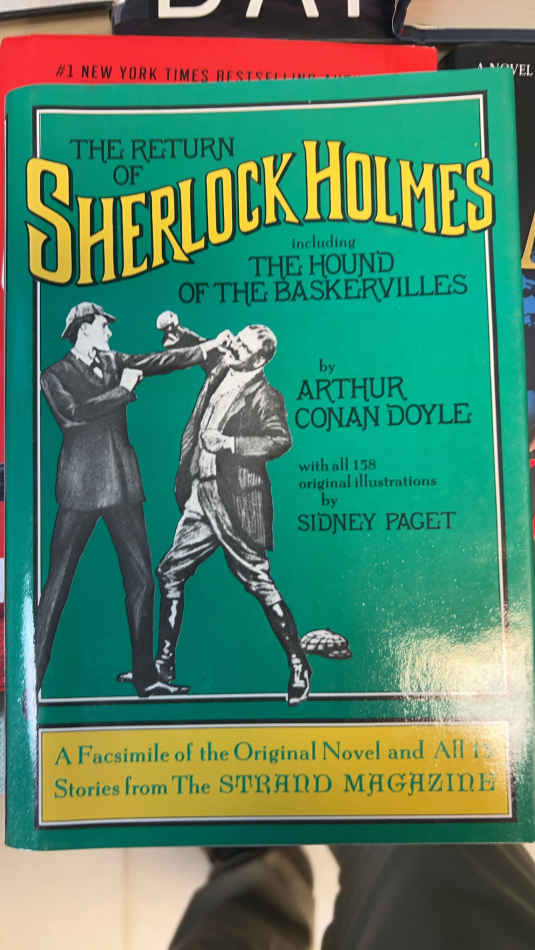 #1 NEW YORK TIMES BESTSELLING
A NOVEL
THE RETURN
OF
SHERLOCK HOLMES
including
THE HOUND
OF THE BASKERVILLES
by
ARTHUR
CONAN DOYLE
with all 158
original illustrations
by
SIDNEY PAGET
A Facsimile of the Original Novel and All
Stories from The STRAND MAGAZINE